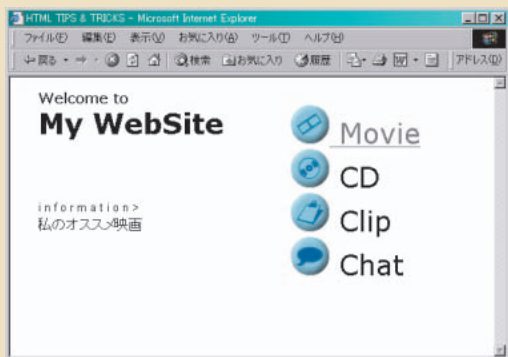 HTML TIPS & TRICKS - Microsoft Internet Explorer
ファイル(F) 編集(E) 表示(V) お気に入り(A) ツール(T) ヘルプ(H)
戻る 検索 お気に入り 履歴 アドレス(D)
Welcome to
My WebSite
information>
私のオススメ映画
Movie
CD
Clip
Chat